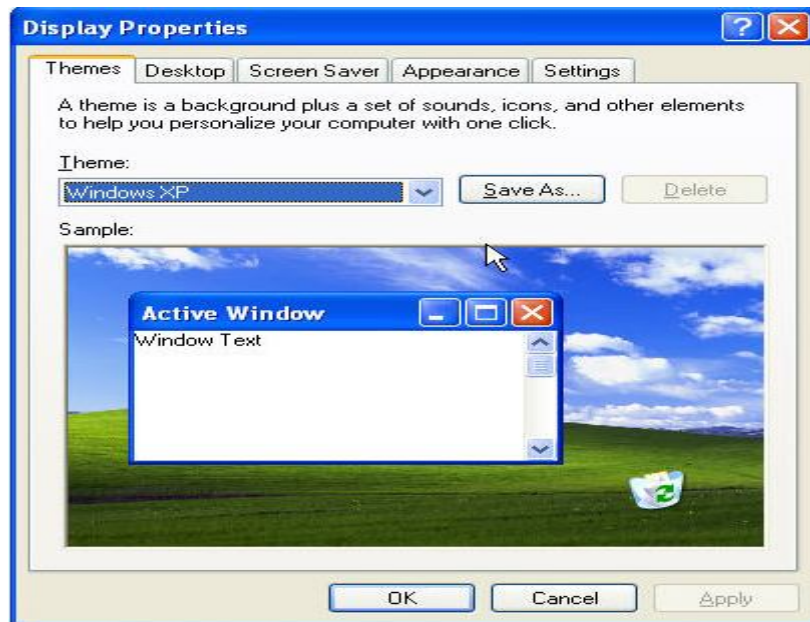 Display Properties
Themes Desktop Screen Saver Appearance Settings
A theme is a background plus a set of sounds, icons, and other elements
to help you personalize your computer with one click.
Theme:
Windows XP Save As... Delete
Sample:
Active Window
Window Text
OK Cancel Apply